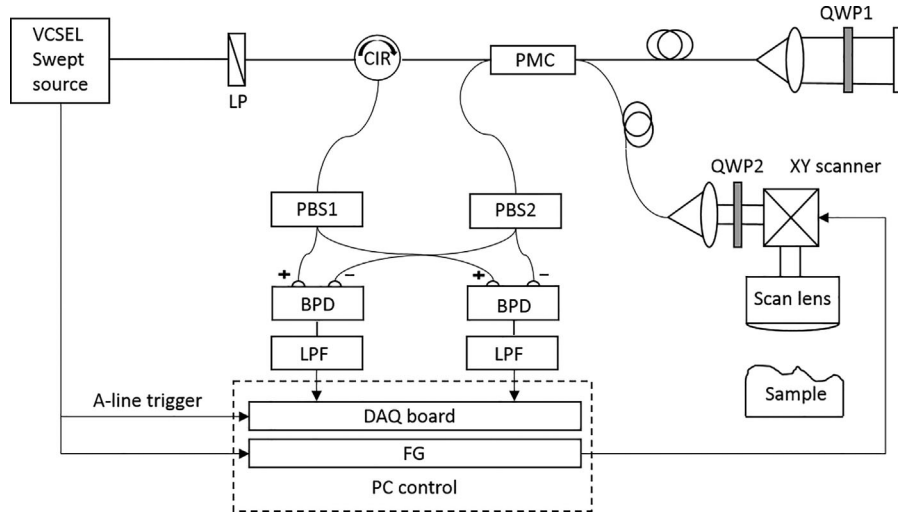 VCSEL
Swept
source
LP
CIR
PMC
QWP1
QWP2
XY scanner
PBS1
PBS2
+
–
+
–
BPD
BPD
Scan lens
LPF
LPF
Sample
A-line trigger
DAQ board
FG
PC control